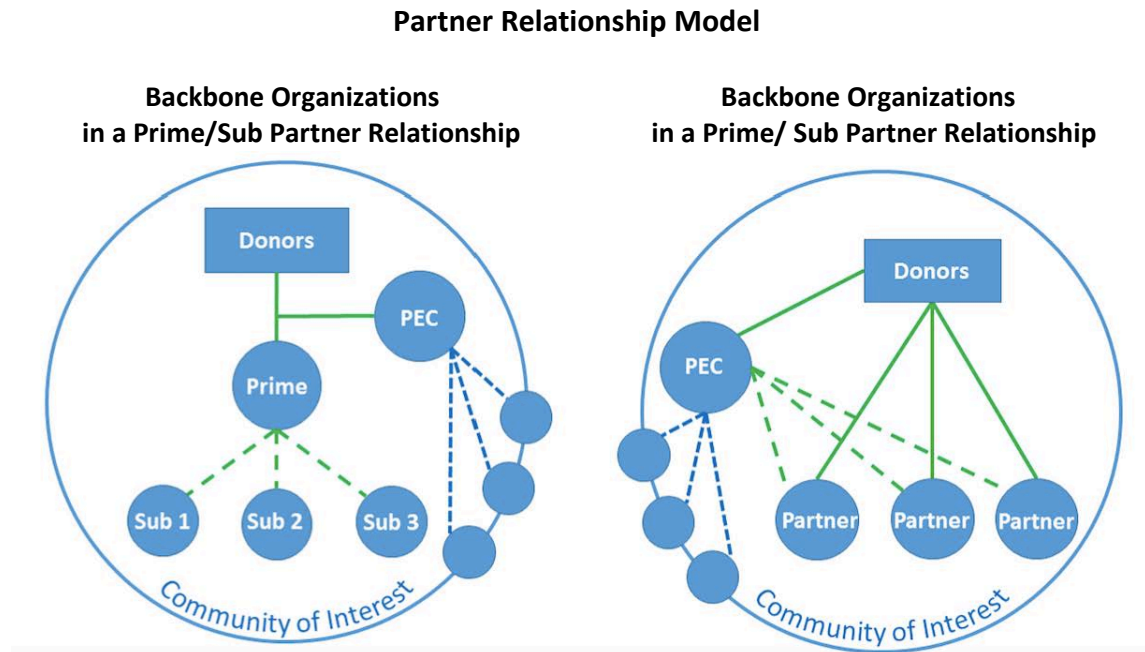 Partner Relationship Model
Backbone Organizations
in a Prime/Sub Partner Relationship
Donors
PEC
Prime
Sub 1
Sub 2
Sub 3
Community of Interest
Backbone Organizations
in a Prime/ Sub Partner Relationship
Donors
PEC
Partner
Partner
Partner
Community of Interest